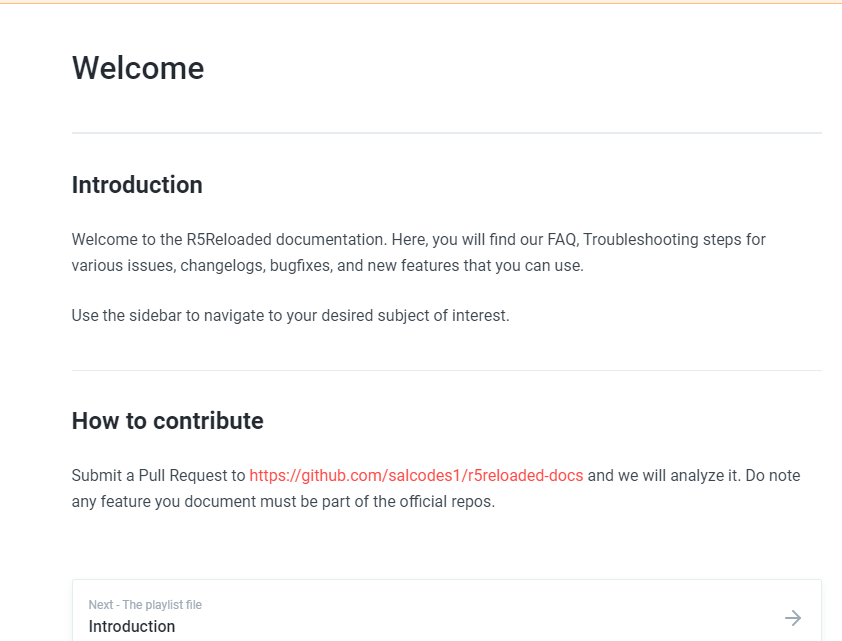 Welcome
Introduction
Welcome to the R5Reloaded documentation. Here, you will find our FAQ, Troubleshooting steps for
various issues, changelogs, bugfixes, and new features that you can use.
Use the sidebar to navigate to your desired subject of interest.
How to contribute
Submit a Pull Request to https://github.com/salcodes1/r5reloaded-docs and we will analyze it. Do note
any feature you document must be part of the official repos.
Next - The playlist file
Introduction